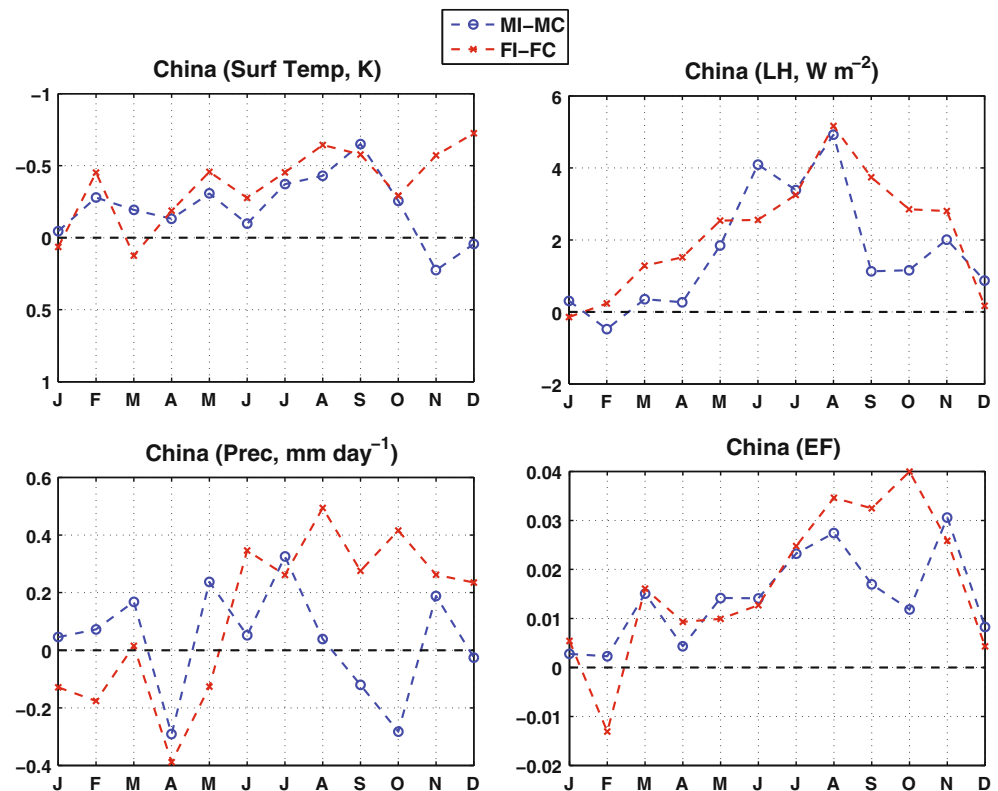 MI−MC
FI−FC
China (Surf Temp, K)
−1
−0.5
0
0.5
1
J F M A M J J A S O N D
China (LH, W m−2)
6
4
2
0
−2
J F M A M J J A S O N D
China (Prec, mm day−1)
0.6
0.4
0.2
0
−0.2
−0.4
J F M A M J J A S O N D
China (EF)
0.04
0.03
0.02
0.01
0
−0.01
−0.02
J F M A M J J A S O N D